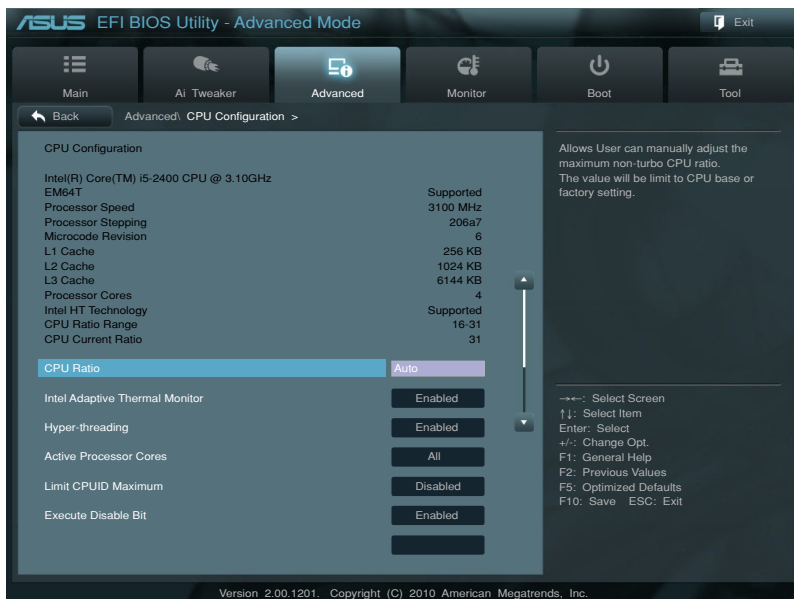 ASUS EFI BIOS Utility - Advanced Mode
Exit
Main Ai Tweaker Advanced Monitor Boot Tool
Back Advanced\ CPU Configuration >
CPU Configuration
Intel(R) Core(TM) i5-2400 CPU @ 3.10GHz
EM64T Supported
Processor Speed 3100 MHz
Processor Stepping 206a7
Microcode Revision 6
L1 Cache 256 KB
L2 Cache 1024 KB
L3 Cache 6144 KB
Processor Cores 4
Intel HT Technology Supported
CPU Ratio Range 16-31
CPU Current Ratio 31
CPU Ratio Auto
Intel Adaptive Thermal Monitor Enabled
Hyper-threading Enabled
Active Processor Cores All
Limit CPUID Maximum Disabled
Execute Disable Bit Enabled
Allows User can manually adjust the
maximum non-turbo CPU ratio.
The value will be limit to CPU base or
factory setting.
→←: Select Screen
↑↓: Select Item
Enter: Select
+/-: Change Opt.
F1: General Help
F2: Previous Values
F5: Optimized Defaults
F10: Save ESC: Exit
Version 2.00.1201. Copyright (C) 2010 American Megatrends, Inc.